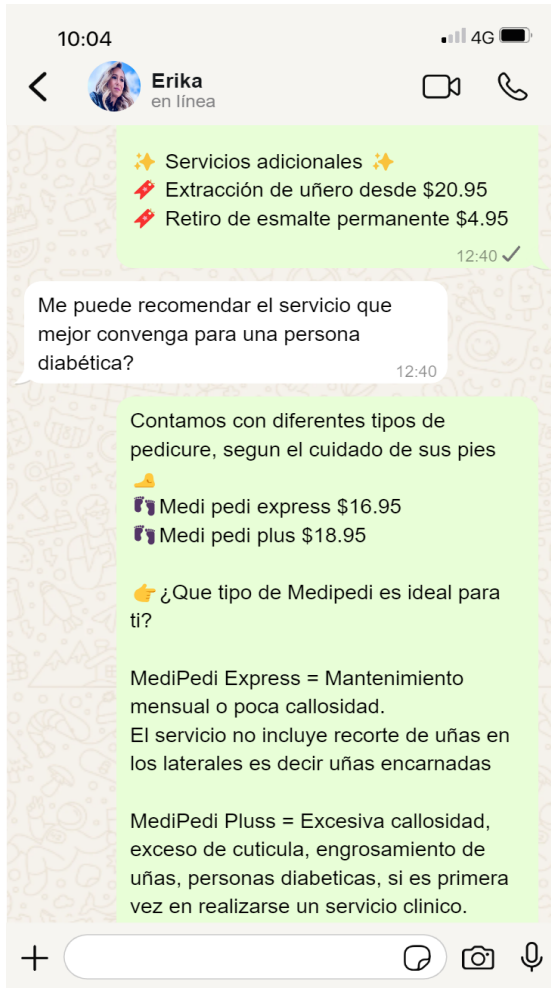 10:04
4G
Erika
en línea
✨ Servicios adicionales ✨
Extracción de uñero desde $20.95
Retiro de esmalte permanente $4.95
12:40
Me puede recomendar el servicio que
mejor convenga para una persona
diabética?
12:40
Contamos con diferentes tipos de
pedicure, segun el cuidado de sus pies
🦶
👣Medi pedi express $16.95
👣Medi pedi plus $18.95
👉¿Que tipo de Medipedi es ideal para
ti?
MediPedi Express = Mantenimiento
mensual o poca callosidad.
El servicio no incluye recorte de uñas en
los laterales es decir uñas encarnadas
MediPedi Pluss = Excesiva callosidad,
exceso de cuticula, engrosamiento de
uñas, personas diabeticas, si es primera
vez en realizarse un servicio clinico.